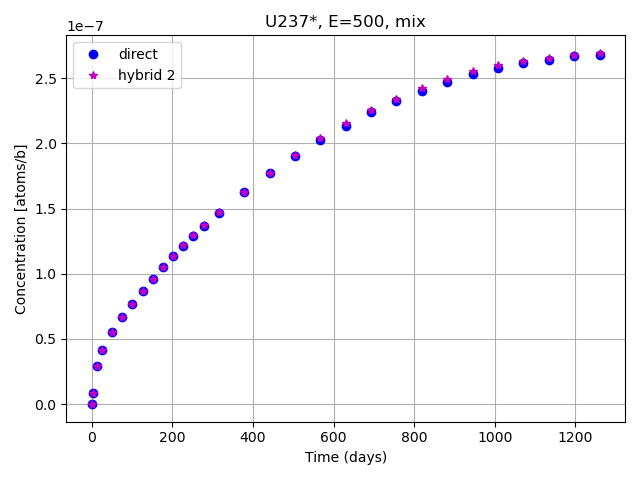 U237*, E=500, mix
1e−7
direct
hybrid 2
2.5
2.0
1.5
1.0
0.5
0.0
Concentration [atoms/b]
0 200 400 600 800 1000 1200
Time (days)